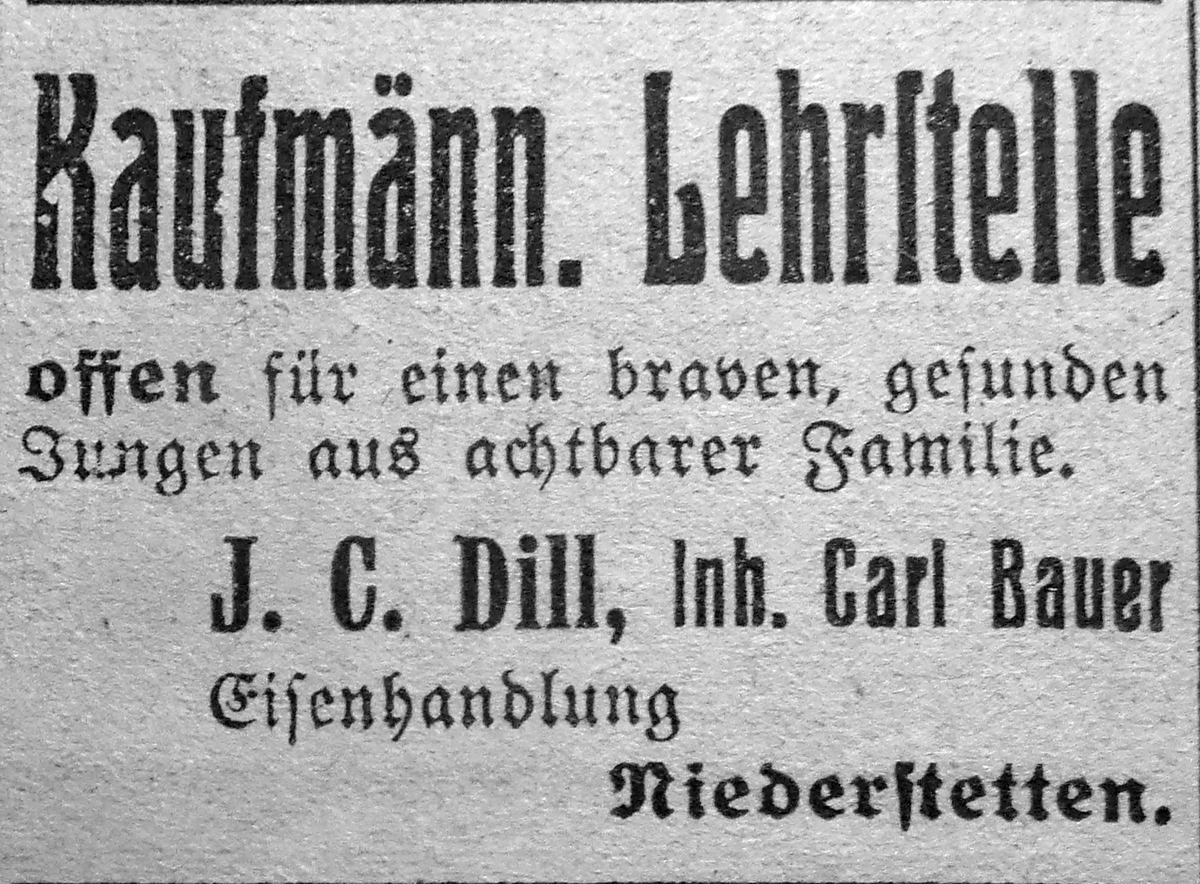 Kaufmänn. Lehrſtelle
offen für einen braven, geſunden
Jungen aus achtbarer Familie.
J. C. Dill, Inh. Carl Bauer
Eiſenhandlung
Niederſtetten.